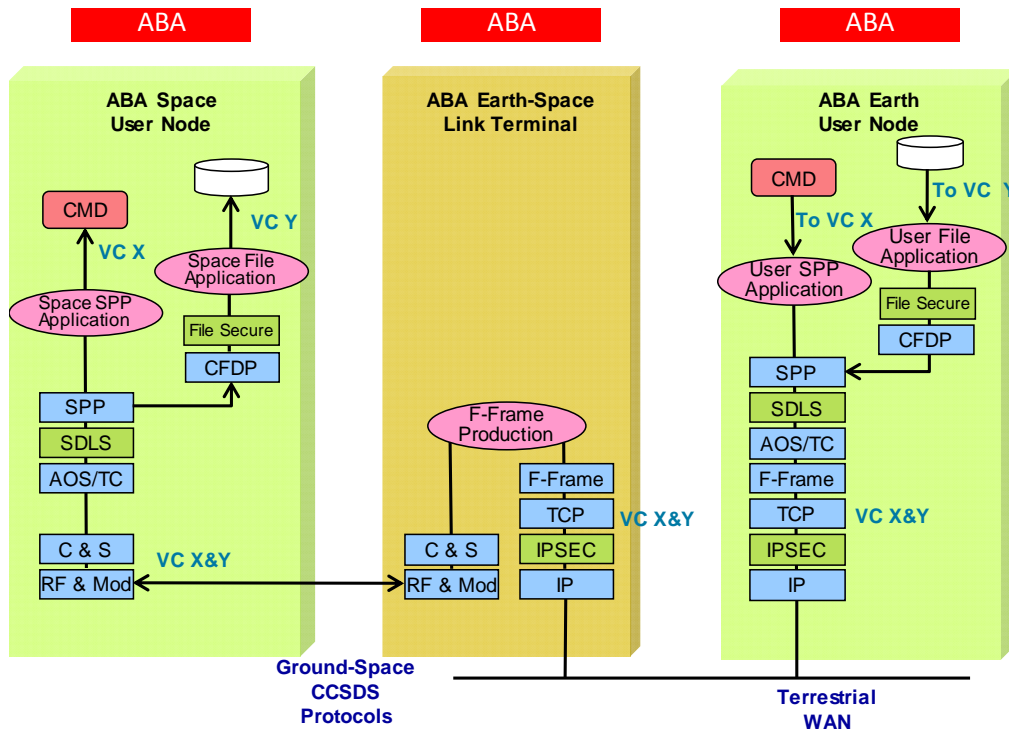 ABA
ABA
ABA
ABA Space
User Node
CMD
VC X
VC Y
Space File
Application
Space SPP
Application
File Secure
CFDP
SPP
SDLS
AOS/TC
C & S
RF & Mod
VC X&Y
ABA Earth-Space
Link Terminal
F-Frame
Production
F-Frame
TCP
VC X&Y
C & S
IPSEC
RF & Mod
IP
ABA Earth
User Node
CMD
To VC X
To VC Y
User File
Application
User SPP
Application
File Secure
CFDP
SPP
SDLS
AOS/TC
F-Frame
TCP
VC X&Y
IPSEC
IP
Ground-Space
CCSDS
Protocols
Terrestrial
WAN